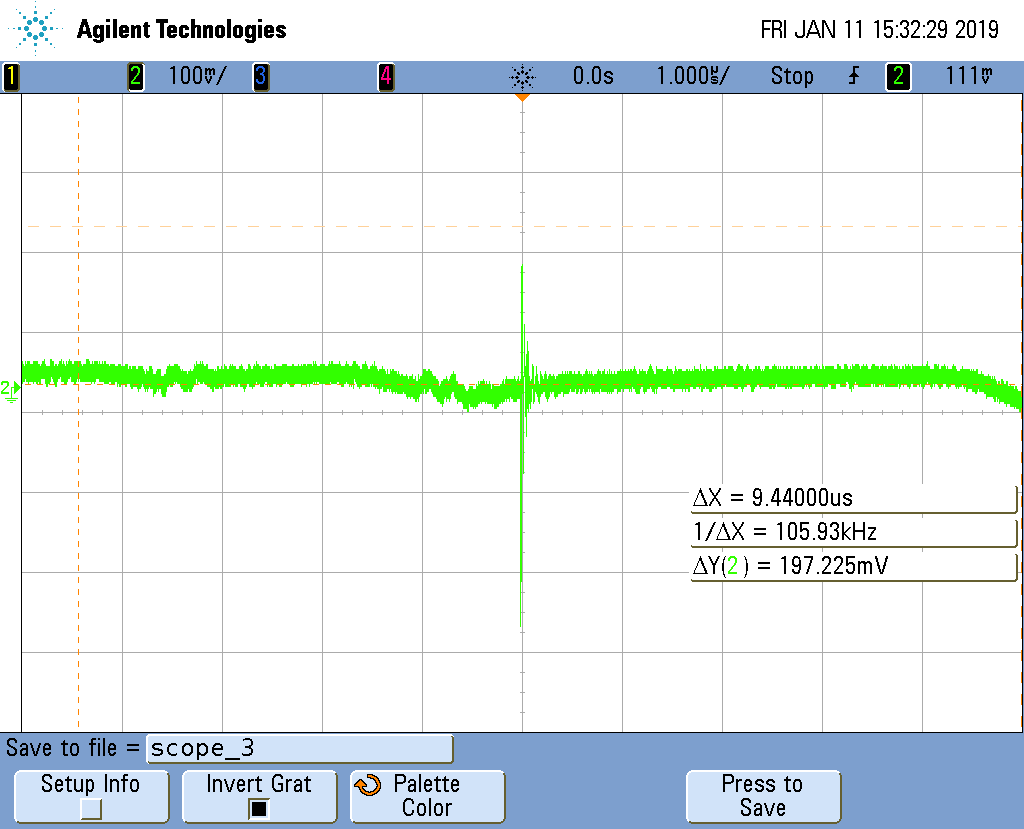 Agilent Technologies
FRI JAN 11 15:32:29 2019
1 2 100mV/ 3 4 0.0s 1.000us/ Stop 2 111mV
2
ΔX = 9.44000us
1/ΔX = 105.93kHz
ΔY(2) = 197.225mV
Save to file = scope_3
Setup Info
Invert Grat
Palette
Color
Press to
Save